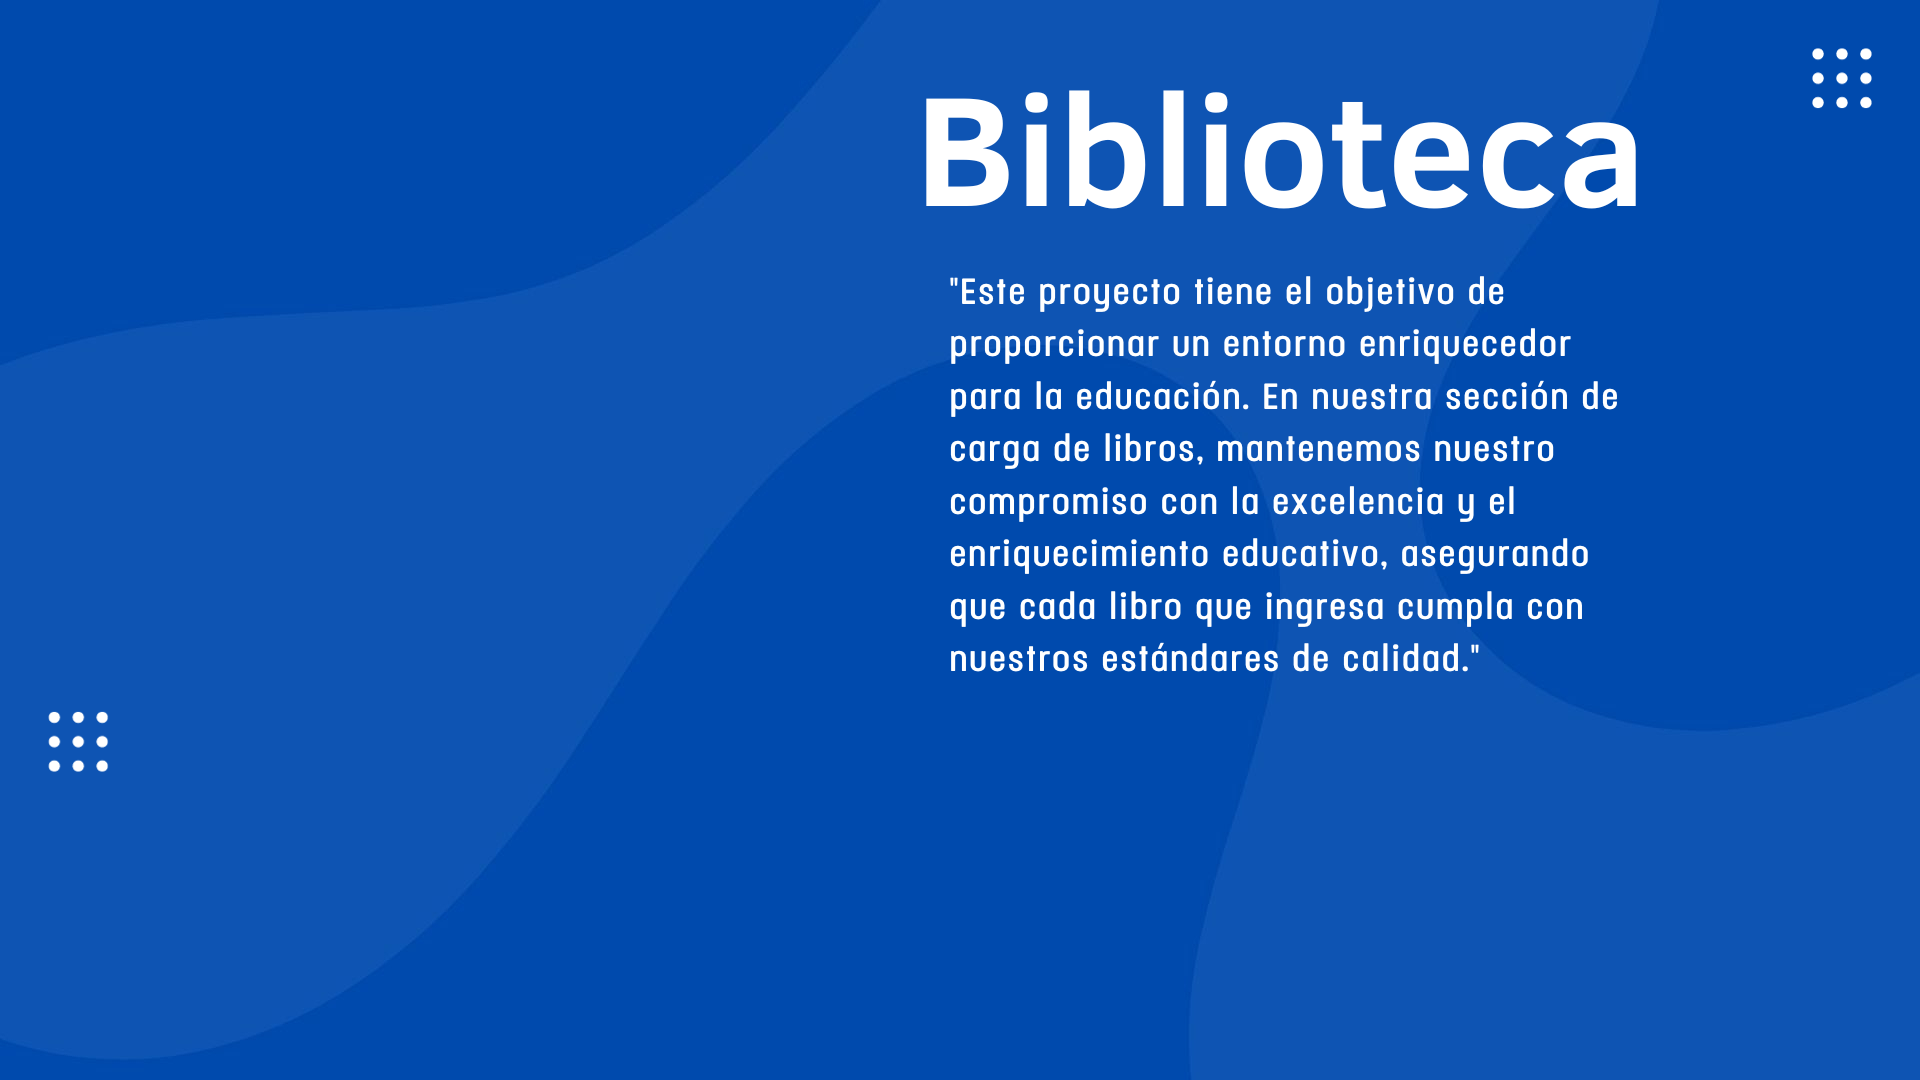 Biblioteca
"Este proyecto tiene el objetivo de
proporcionar un entorno enriquecedor
para la educación. En nuestra sección de
carga de libros, mantenemos nuestro
compromiso con la excelencia y el
enriquecimiento educativo, asegurando
que cada libro que ingresa cumpla con
nuestros estándares de calidad."